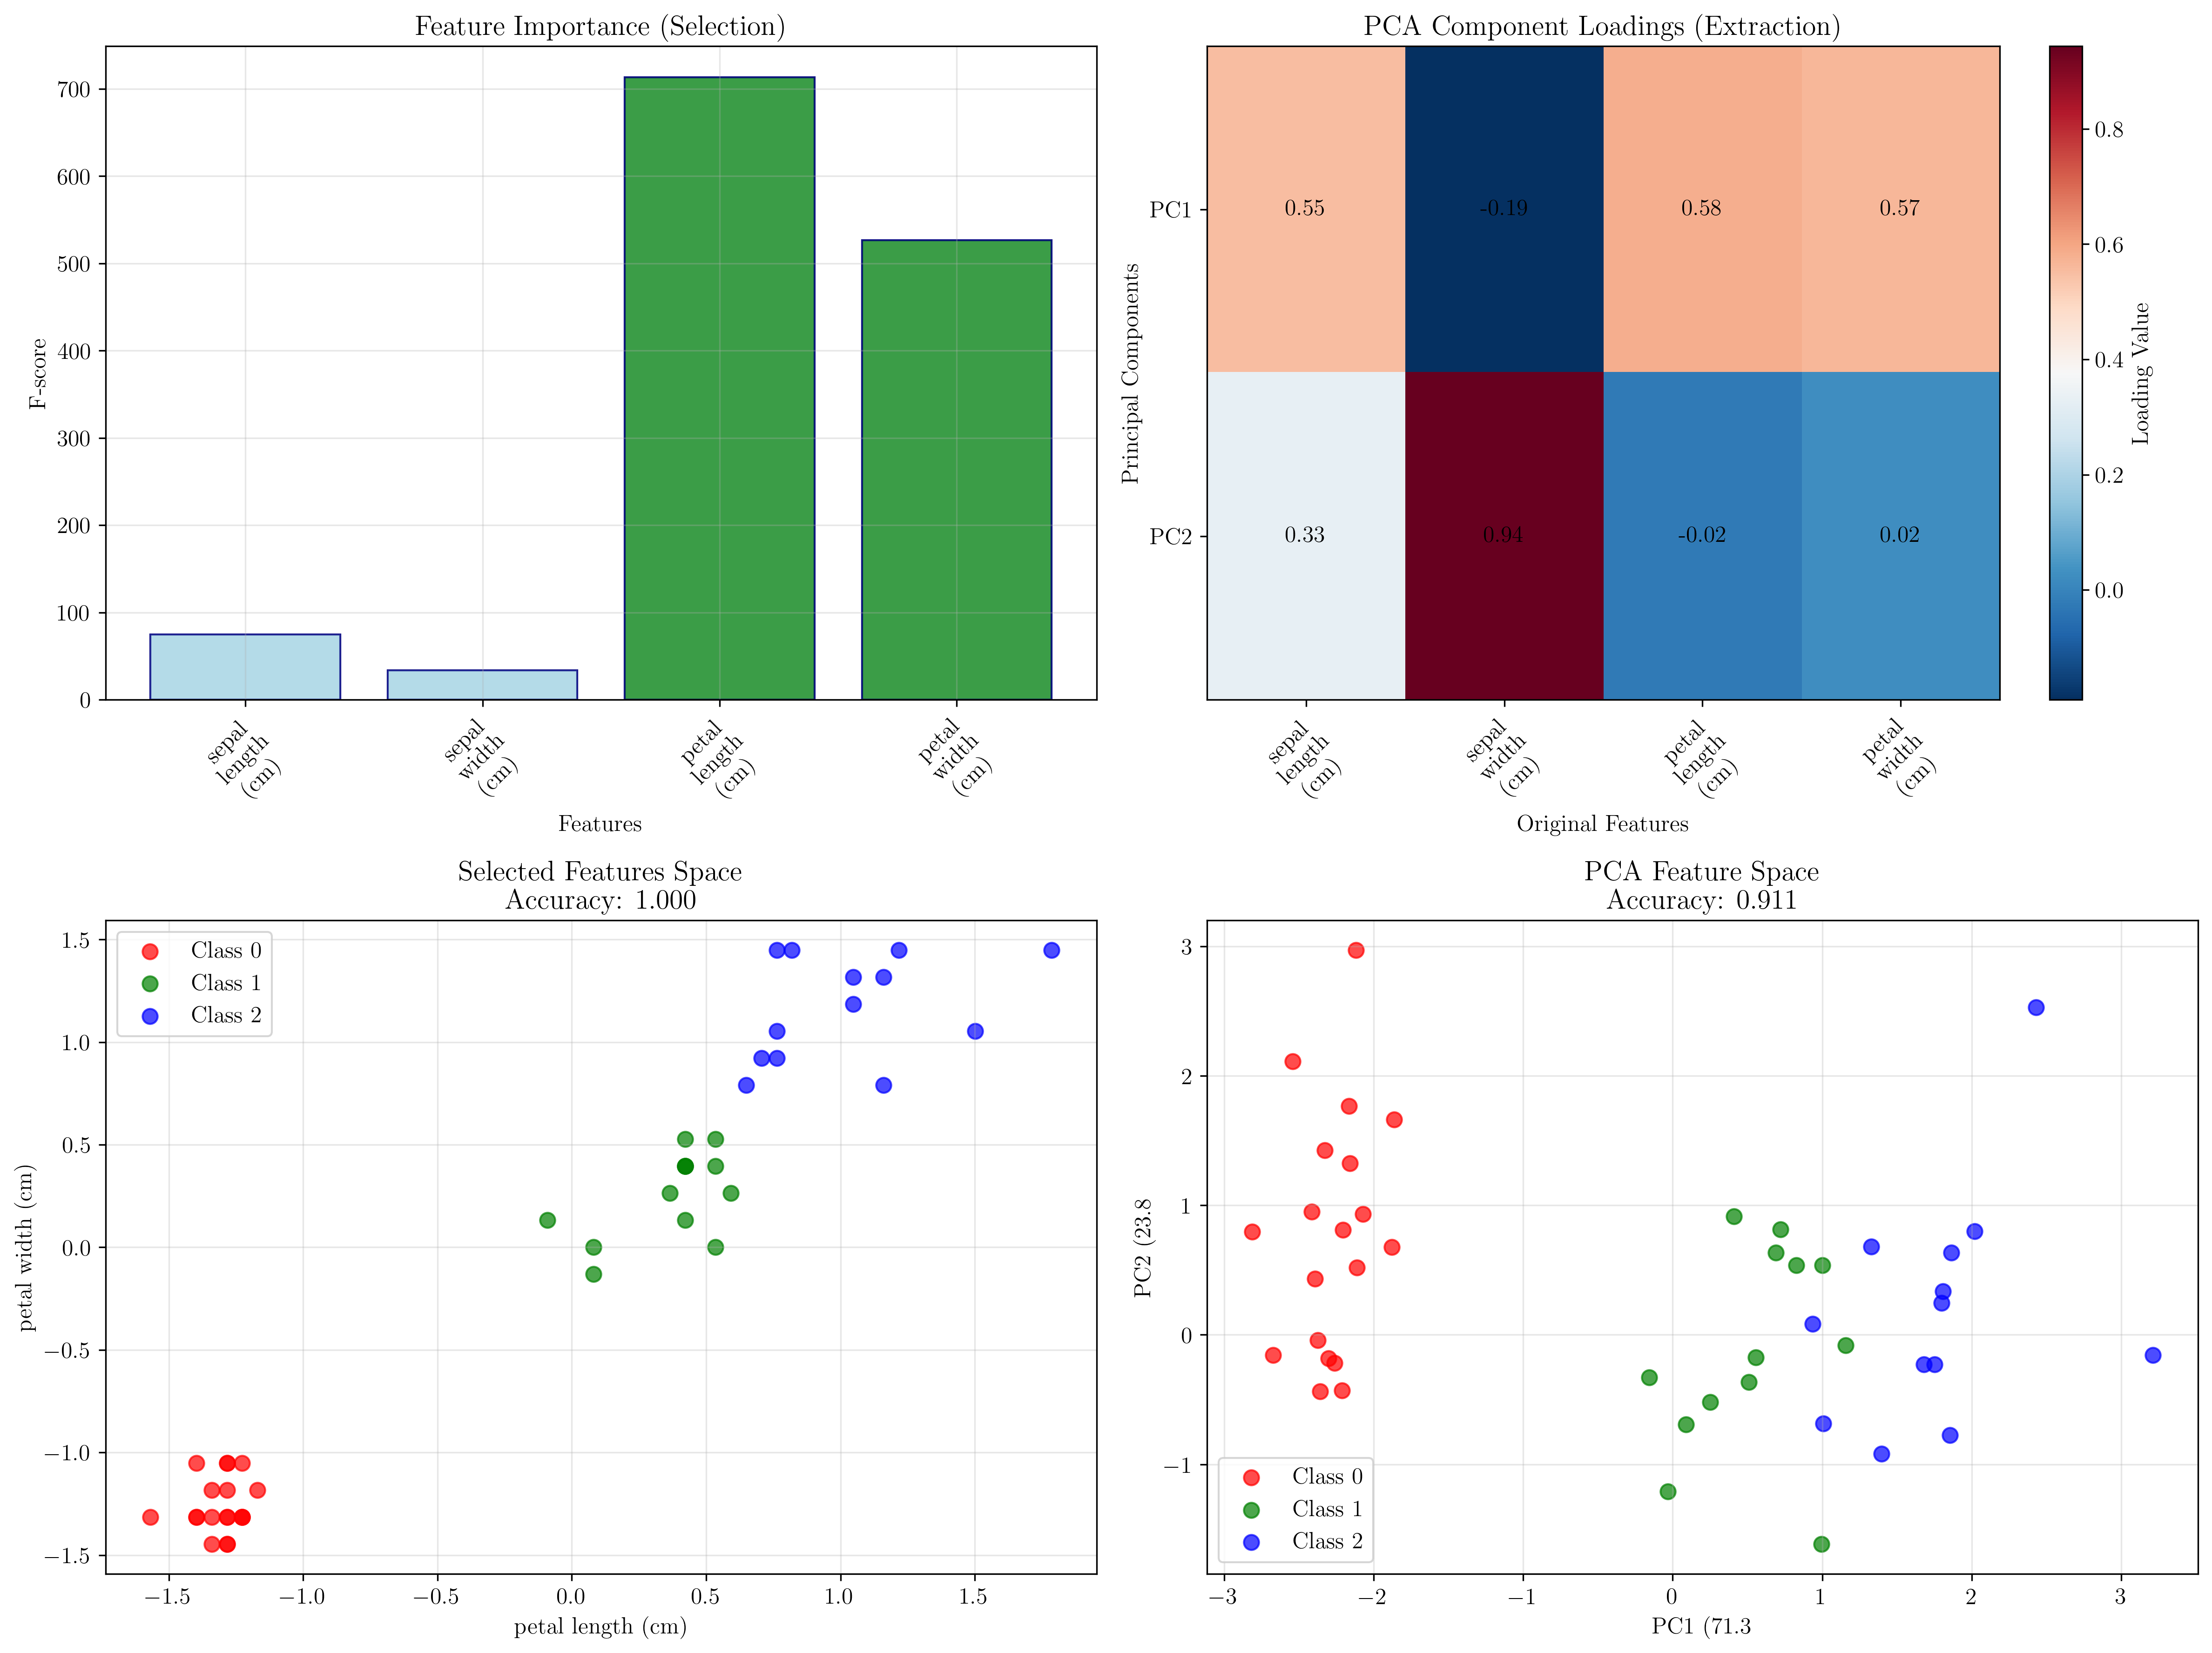 Feature Importance (Selection)
F-score
700
600
500
400
300
200
100
0
sepal
length
(cm)
sepal
width
(cm)
petal
length
(cm)
petal
width
(cm)
Features
PCA Component Loadings (Extraction)
Principal Components
PC1
PC2
0.55
-0.19
0.58
0.57
0.33
0.94
-0.02
0.02
sepal
length
(cm)
sepal
width
(cm)
petal
length
(cm)
petal
width
(cm)
Original Features
0.8
0.6
0.4
0.2
0.0
Loading Value
Selected Features Space
Accuracy: 1.000
Class 0
Class 1
Class 2
petal width (cm)
1.5
1.0
0.5
0.0
−0.5
−1.0
−1.5
−1.5
−1.0
−0.5
0.0
0.5
1.0
1.5
petal length (cm)
PCA Feature Space
Accuracy: 0.911
PC2 (23.8
3
2
1
0
−1
Class 0
Class 1
Class 2
−3
−2
−1
0
1
2
3
PC1 (71.3